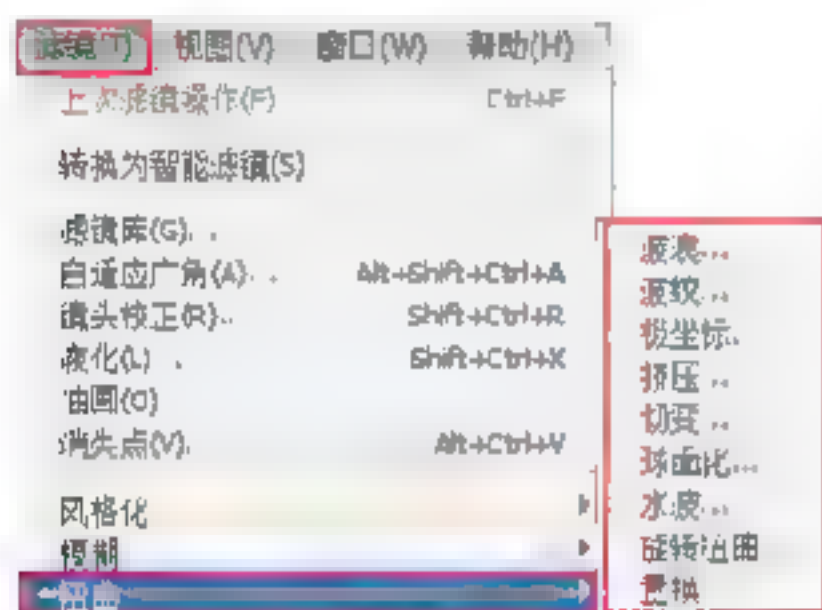 滤镜(T) 视图(V) 窗口(W) 帮助(H)
上次滤镜操作(F) Ctrl+F
转换为智能滤镜(S)
滤镜库(G)...
自适应广角(A)... Alt+Shift+Ctrl+A
镜头校正(R)... Shift+Ctrl+R
液化(L)... Shift+Ctrl+X
油画(O)
消失点(V)... Alt+Ctrl+V
风格化
模糊
扭曲
波浪...
波纹...
极坐标...
挤压...
切变...
球面化...
水波...
旋转扭曲
置换